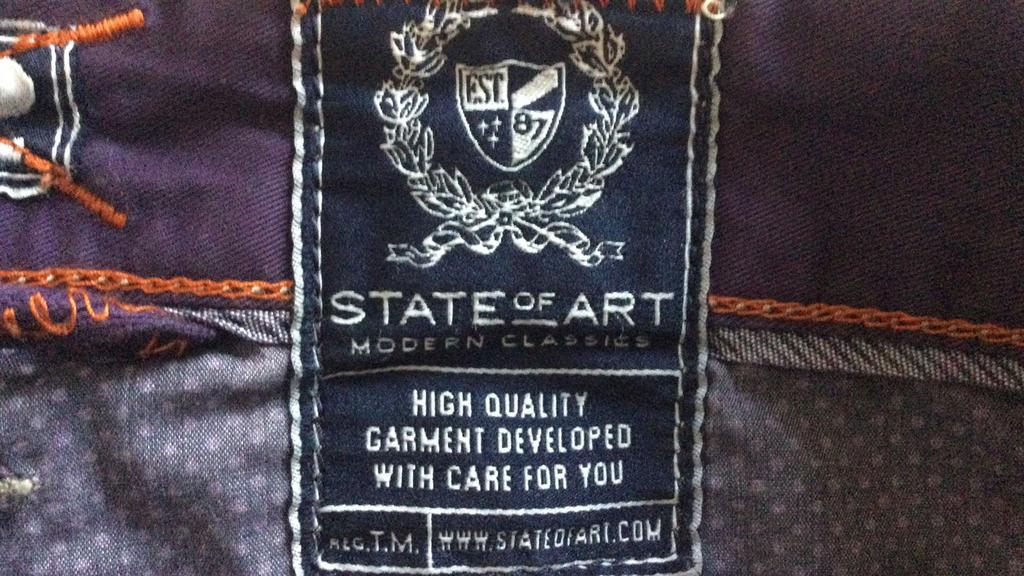 EST.
87
STATE OF ART
MODERN CLASSICS
HIGH QUALITY
GARMENT DEVELOPED
WITH CARE FOR YOU
REG.T.M. WWW.STATEOFART.COM